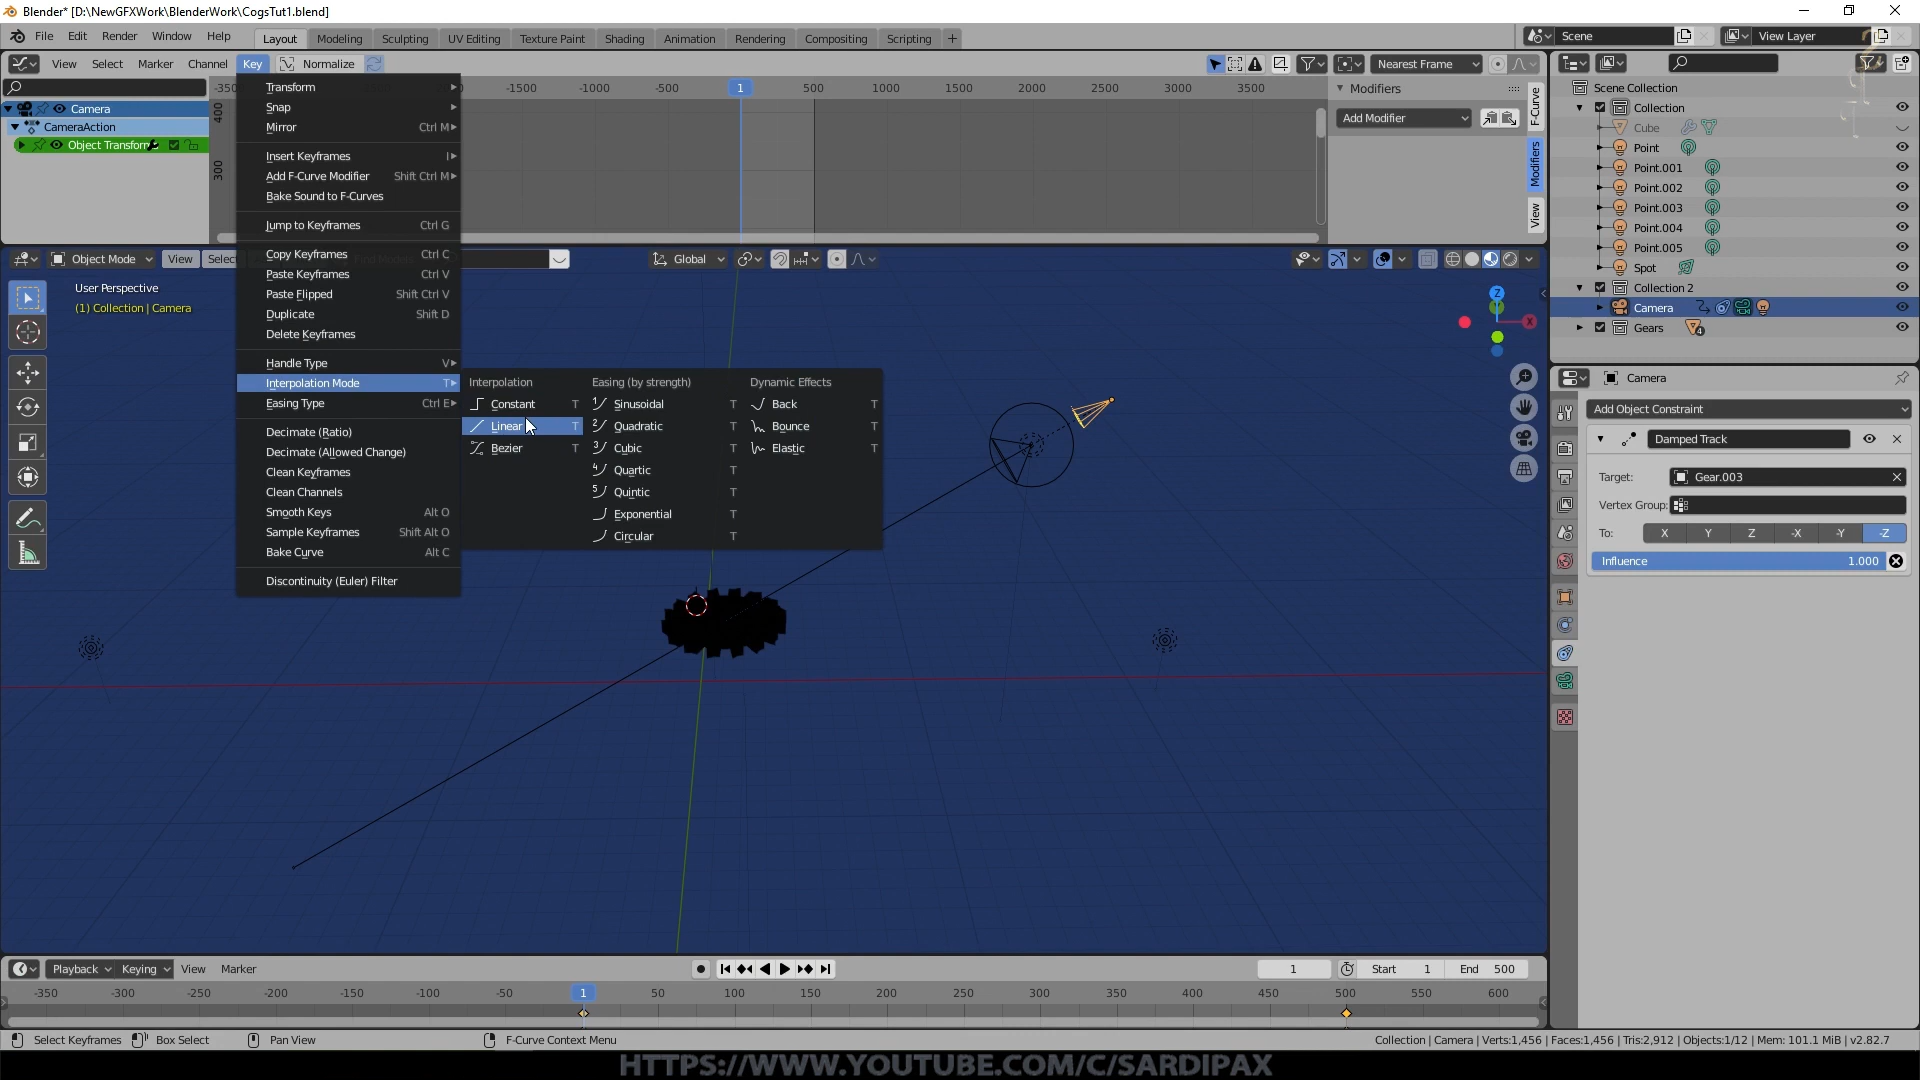 Blender* [D:\NewGFXWork\BlenderWork\CogsTut1.blend]
File Edit Render Window Help Layout Modeling Sculpting UV Editing Texture Paint Shading Animation Rendering Compositing Scripting + Scene View Layer
View Select Marker Channel Key Normalize Nearest Frame
-3500 -1500 -1000 -500 1 500 1000 1500 2000 2500 3000 3500
400
300
Camera
CameraAction
Object Transform
Transform
Snap
Mirror Ctrl M
Insert Keyframes I
Add F-Curve Modifier Shift Ctrl M
Bake Sound to F-Curves
Jump to Keyframes Ctrl G
Copy Keyframes Ctrl C
Paste Keyframes Ctrl V
Paste Flipped Shift Ctrl V
Duplicate Shift D
Delete Keyframes
Handle Type V
Interpolation Mode T
Easing Type Ctrl E
Decimate (Ratio)
Decimate (Allowed Change)
Clean Keyframes
Clean Channels
Smooth Keys Alt O
Sample Keyframes Shift Alt O
Bake Curve Alt C
Discontinuity (Euler) Filter
Interpolation
Constant T
Linear T
Bezier T
Easing (by strength)
Sinusoidal T
Quadratic T
Cubic T
Quartic T
Quintic T
Exponential T
Circular T
Dynamic Effects
Back T
Bounce T
Elastic T
Modifiers
Add Modifier
F-Curve
Modifiers
View
Object Mode View Select Global
User Perspective
(1) Collection | Camera
Z
X
Scene Collection
Collection
Cube
Point
Point.001
Point.002
Point.003
Point.004
Point.005
Spot
Collection 2
Camera
Gears 4
Camera
Add Object Constraint
Damped Track
Target: Gear.003
Vertex Group:
To: X Y Z -X -Y -Z
Influence 1.000
Playback Keying View Marker 1 Start 1 End 500
-350 -300 -250 -200 -150 -100 -50 1 50 100 150 200 250 300 350 400 450 500 550 600
Select Keyframes Box Select Pan View F-Curve Context Menu Collection | Camera | Verts:1,456 | Faces:1,456 | Tris:2,912 | Objects:1/12 | Mem: 101.1 MiB | v2.82.7
HTTPS://WWW.YOUTUBE.COM/C/SARDIPAX